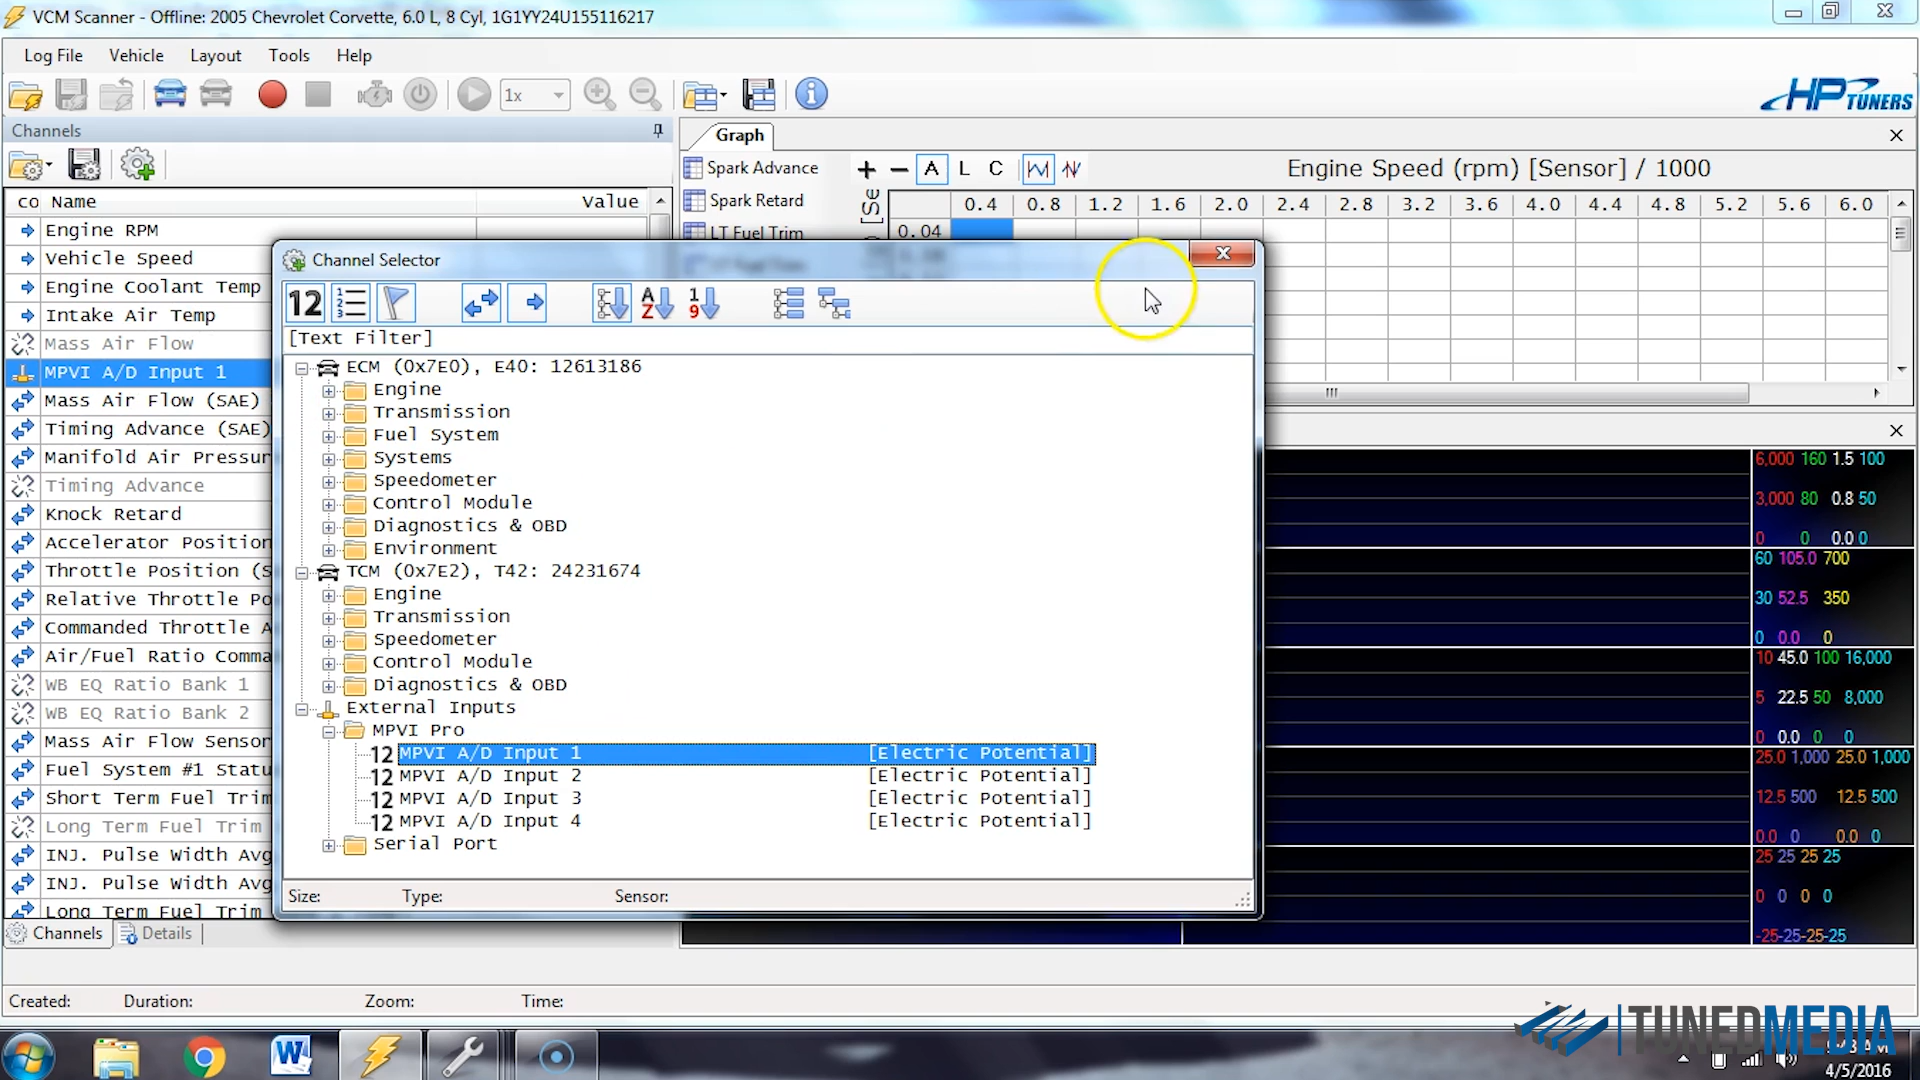 VCM Scanner - Offline: 2005 Chevrolet Corvette, 6.0 L, 8 Cyl, 1G1YY24U155116217
Log File Vehicle Layout Tools Help
1x
HP TUNERS
Channels
Graph
Spark Advance
A L C
Engine Speed (rpm) [Sensor] / 1000
co Name Value
Spark Retard
[Se
0.4 0.8 1.2 1.6 2.0 2.4 2.8 3.2 3.6 4.0 4.4 4.8 5.2 5.6 6.0
Engine RPM
LT Fuel Trim
0.04
Vehicle Speed
Engine Coolant Temp
Intake Air Temp
Mass Air Flow
MPVI A/D Input 1
Mass Air Flow (SAE)
Timing Advance (SAE)
Manifold Air Pressur
Timing Advance
Knock Retard
Accelerator Position
Throttle Position (S
Relative Throttle Po
Commanded Throttle A
Air/Fuel Ratio Comma
WB EQ Ratio Bank 1
WB EQ Ratio Bank 2
Mass Air Flow Sensor
Fuel System #1 Statu
Short Term Fuel Trim
Long Term Fuel Trim
INJ. Pulse Width Avg
INJ. Pulse Width Avg
Long Term Fuel Trim
Channels Details
Channel Selector
12
[Text Filter]
ECM (0x7E0), E40: 12613186
Engine
Transmission
Fuel System
Systems
Speedometer
Control Module
Diagnostics & OBD
Environment
TCM (0x7E2), T42: 24231674
Engine
Transmission
Speedometer
Control Module
Diagnostics & OBD
External Inputs
MPVI Pro
12 MPVI A/D Input 1 [Electric Potential]
12 MPVI A/D Input 2 [Electric Potential]
12 MPVI A/D Input 3 [Electric Potential]
12 MPVI A/D Input 4 [Electric Potential]
Serial Port
Size: Type: Sensor:
6,000 160 1.5 100
3,000 80 0.8 50
0 0 0.0 0
60 105.0 700
30 52.5 350
0 0.0 0
10 45.0 100 16,000
5 22.5 50 8,000
0 0.0 0 0
25.0 1,000 25.0 1,000
12.5 500 12.5 500
0.0 0 0.0 0
25 25 25 25
0 0 0 0
-25 -25 -25 -25
Created: Duration: Zoom: Time:
TUNEDMEDIA
4/5/2016